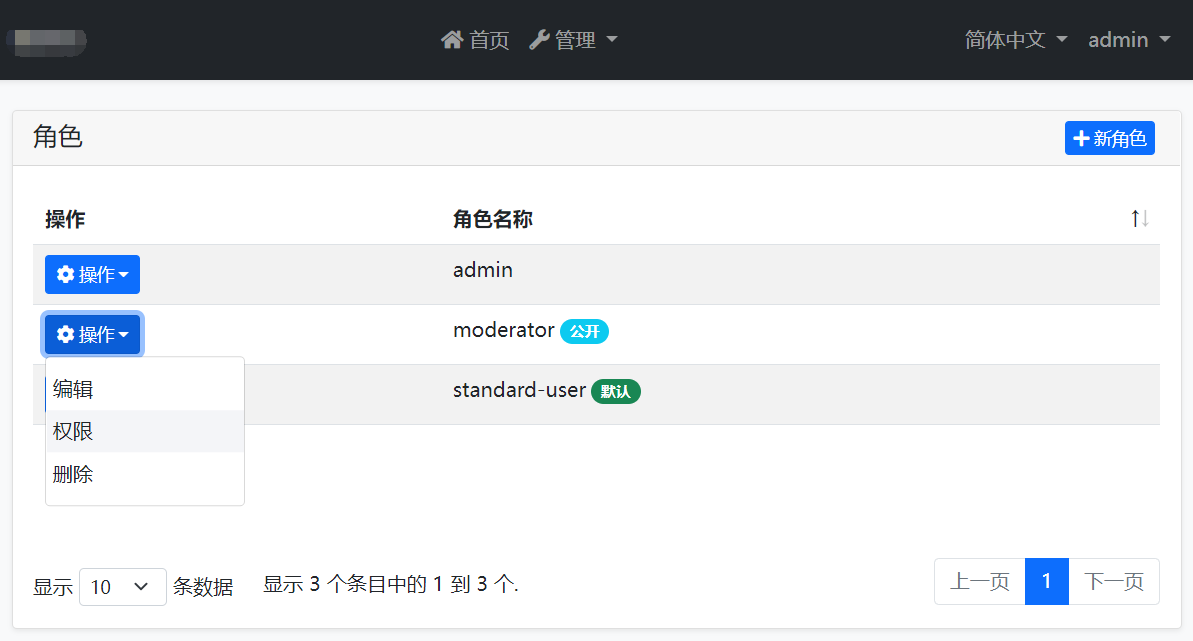 首页 管理 简体中文 admin
角色 新角色
操作 角色名称
操作 admin
操作 moderator 公开
standard-user 默认
编辑
权限
删除
显示 10 条数据 显示 3 个条目中的 1 到 3 个. 上一页 1 下一页